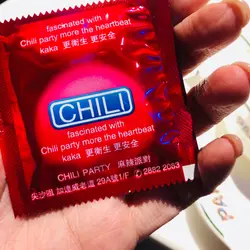 fascinated with
Chili party more the heartbeat
kaka 更衛生 更安全
CHILI
fascinated with
Chili party more the heartbeat
kaka 更衛生 更安全
CHILI PARTY 麻辣派對
尖沙咀 加連威老道 29A號1/F ✆ 2882 2083